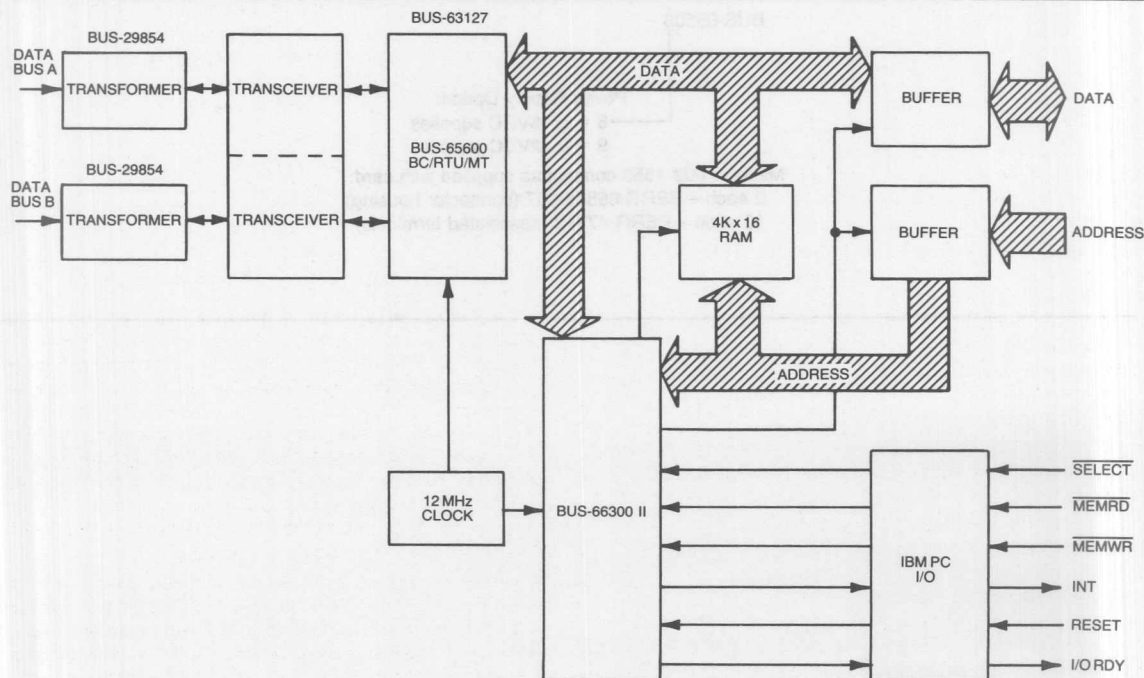 BUS-63127
BUS-29854
DATA
BUS A
TRANSFORMER
TRANSCEIVER
DATA
BUFFER
DATA
BUS-65600
BC/RTU/MT
BUS-29854
DATA
BUS B
TRANSFORMER
TRANSCEIVER
4K x 16
RAM
BUFFER
ADDRESS
ADDRESS
12 MHz
CLOCK
BUS-66300 II
IBM PC
I/O
SELECT
MEMRD
MEMWR
INT
RESET
I/O RDY